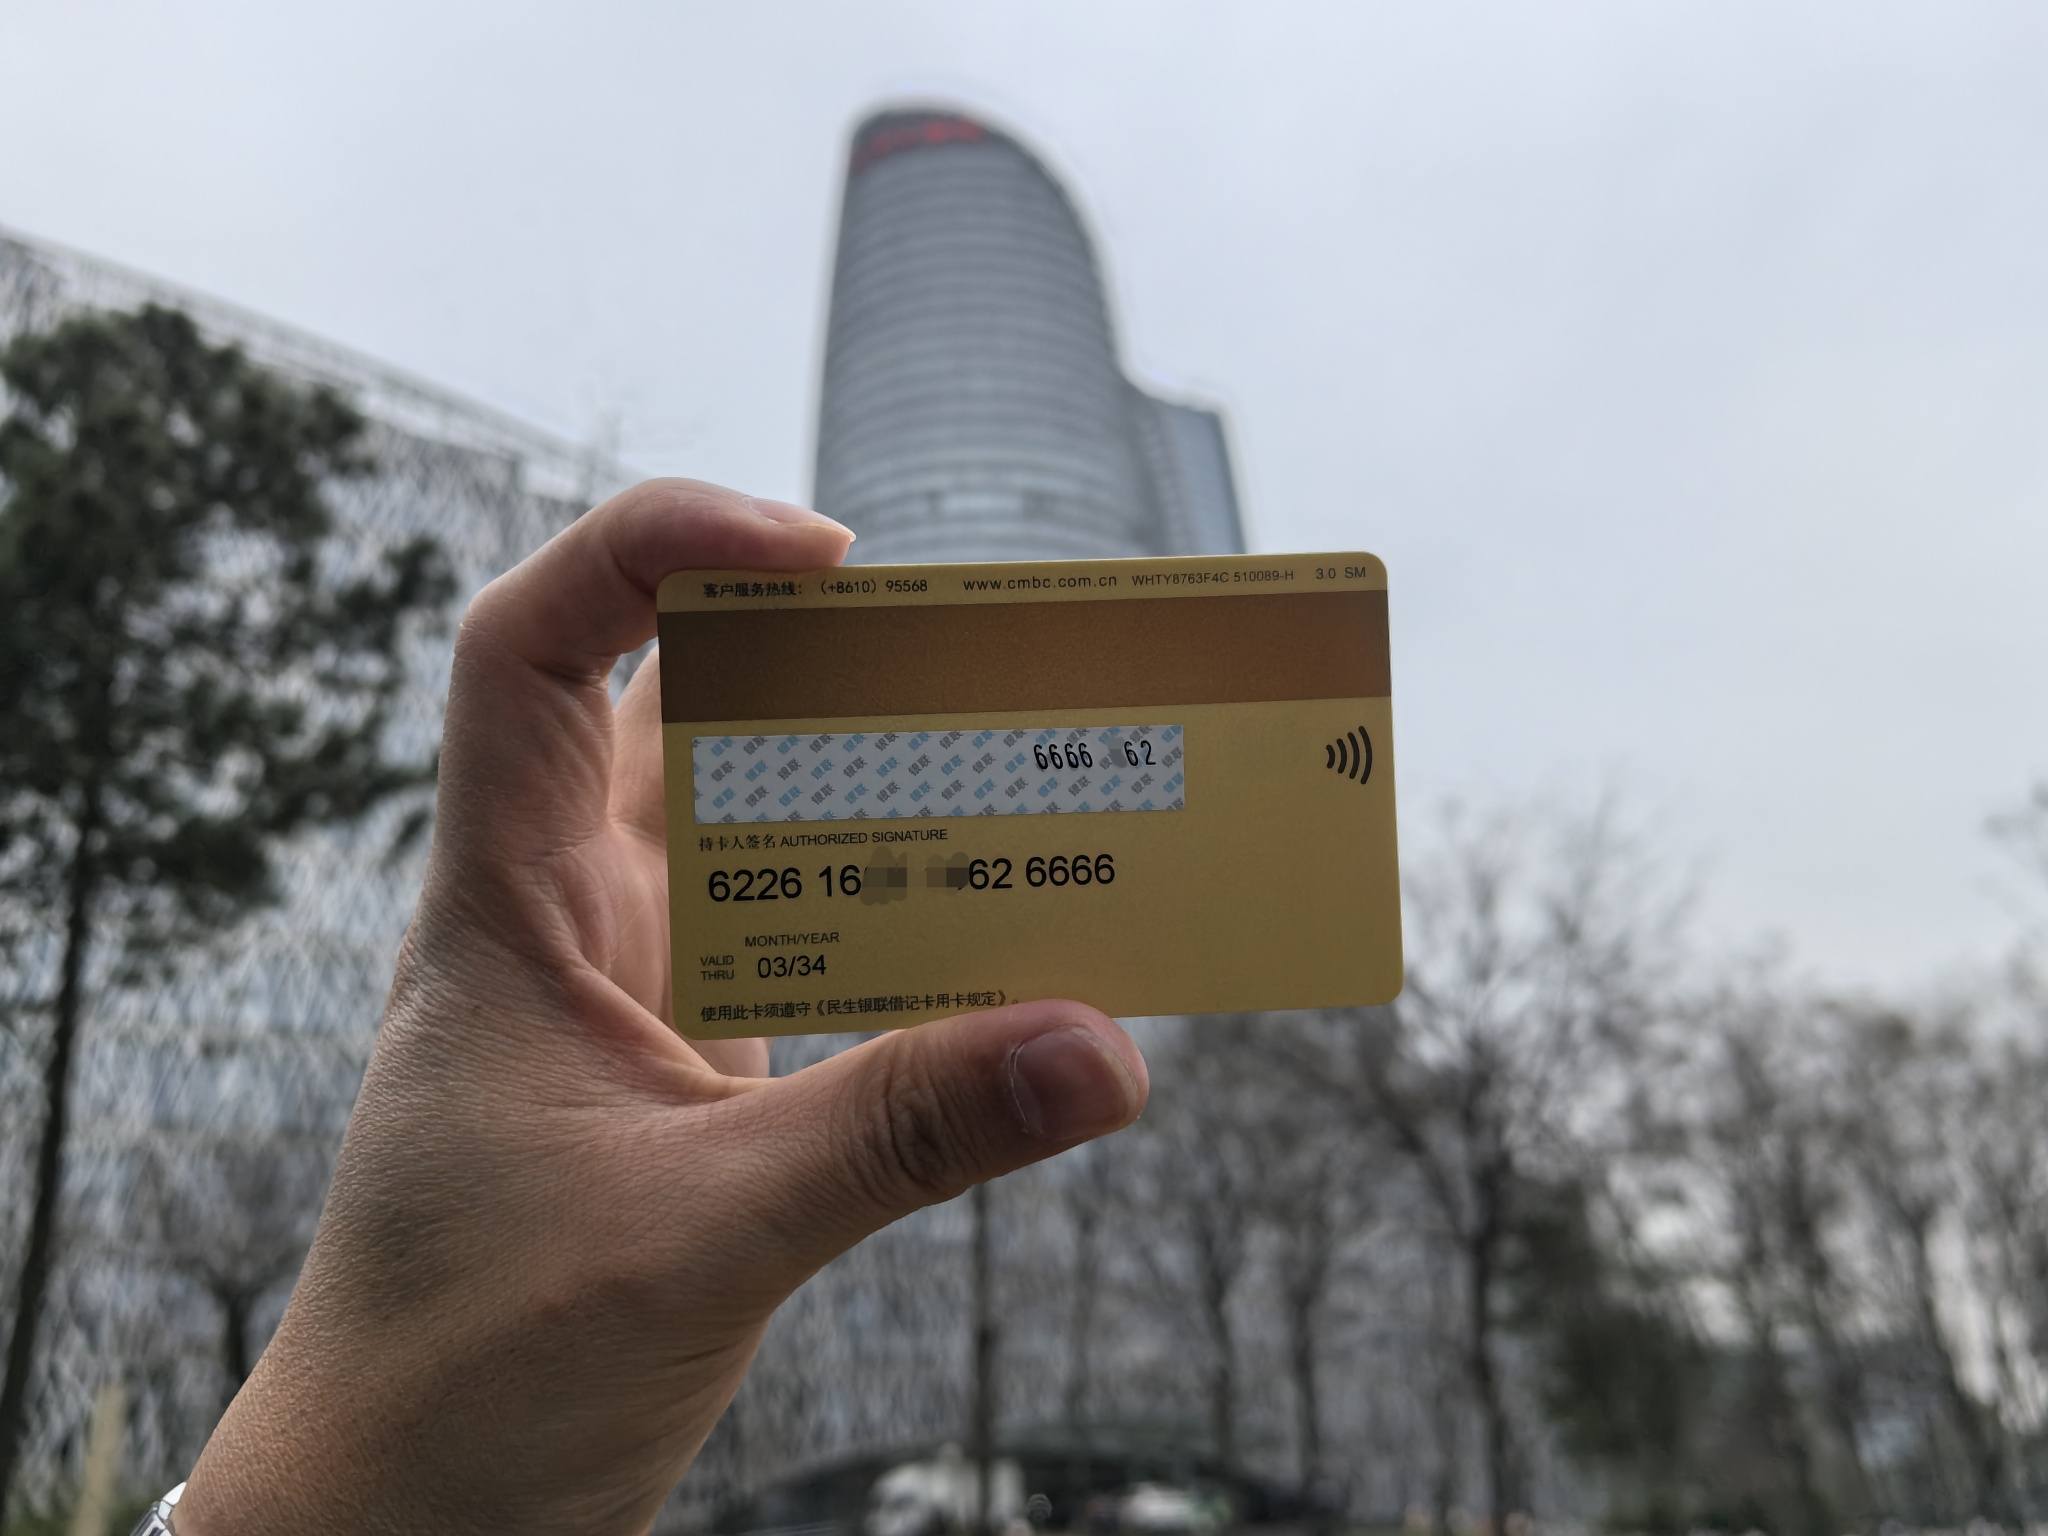 客户服务热线：（+8610）95568 www.cmbc.com.cn WHTY8763F4C 510089-H 3.0 SM
6666 62
持卡人签名 AUTHORIZED SIGNATURE
6226 16 62 6666
MONTH/YEAR
VALID THRU 03/34
使用此卡须遵守《民生银联借记卡用卡规定》。